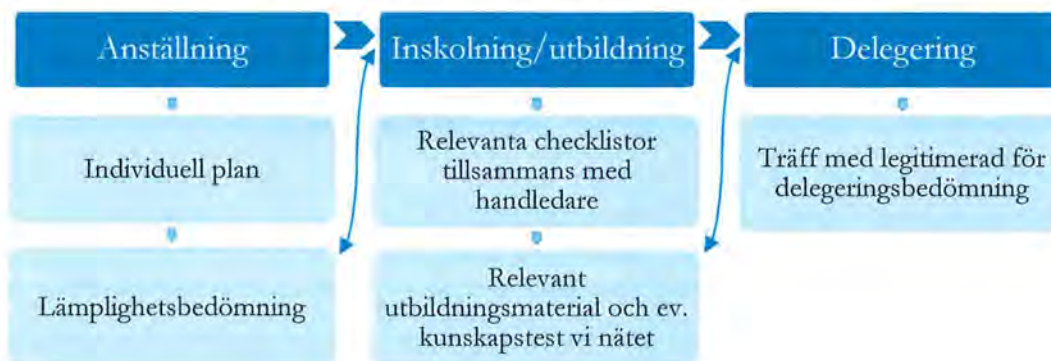 Anställning
Individuell plan
Lämplighetsbedömning
Inskolning/utbildning
Relevanta checklistor
tillsammans med
handledare
Relevant
utbildningsmaterial och ev.
kunskapstest vi nätet
Delegering
Träff med legitimerad för
delegeringsbedömning